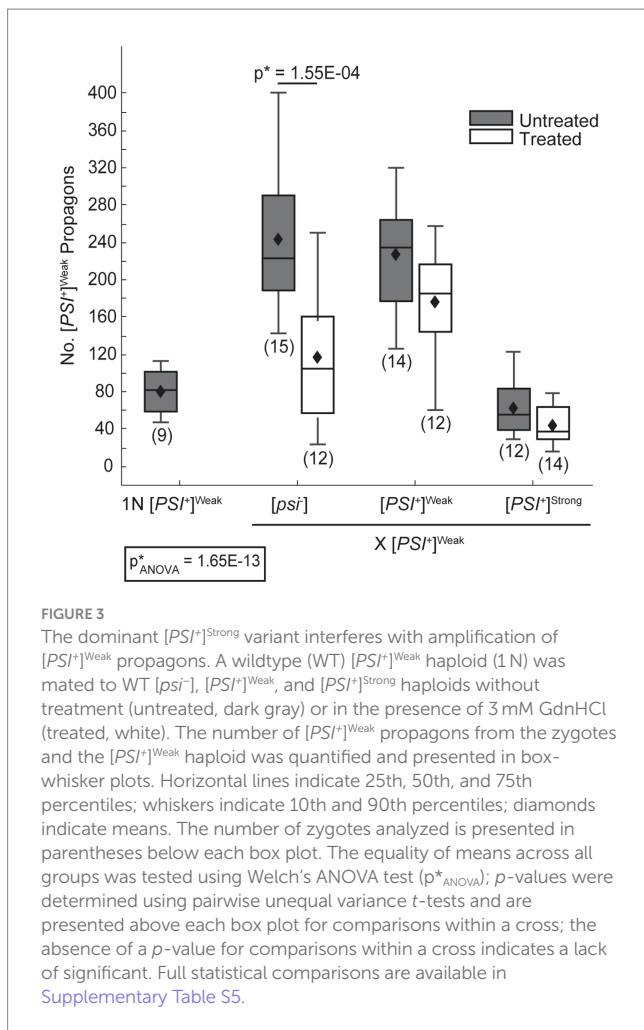 p* = 1.55E-04
400
360
320
280
240
200
160
120
80
40
0
No. [PSI⁺]ᵂᵉᵃᵏ Propagons
Untreated
Treated
(9)
(15)
(12)
(14)
(12)
(12)
(14)
1N [PSI⁺]ᵂᵉᵃᵏ
[psi⁻]
[PSI⁺]ᵂᵉᵃᵏ
[PSI⁺]ˢᵗʳᵒⁿᵍ
X [PSI⁺]ᵂᵉᵃᵏ
p*ANOVA = 1.65E-13
FIGURE 3
The dominant [PSI⁺]ˢᵗʳᵒⁿᵍ variant interferes with amplification of
[PSI⁺]ᵂᵉᵃᵏ propagons. A wildtype (WT) [PSI⁺]ᵂᵉᵃᵏ haploid (1 N) was
mated to WT [psi⁻], [PSI⁺]ᵂᵉᵃᵏ, and [PSI⁺]ˢᵗʳᵒⁿᵍ haploids without
treatment (untreated, dark gray) or in the presence of 3 mM GdnHCl
(treated, white). The number of [PSI⁺]ᵂᵉᵃᵏ propagons from the zygotes
and the [PSI⁺]ᵂᵉᵃᵏ haploid was quantified and presented in box-
whisker plots. Horizontal lines indicate 25th, 50th, and 75th
percentiles; whiskers indicate 10th and 90th percentiles; diamonds
indicate means. The number of zygotes analyzed is presented in
parentheses below each box plot. The equality of means across all
groups was tested using Welch's ANOVA test (p*ANOVA); p-values were
determined using pairwise unequal variance t-tests and are
presented above each box plot for comparisons within a cross; the
absence of a p-value for comparisons within a cross indicates a lack
of significant. Full statistical comparisons are available in
Supplementary Table S5.